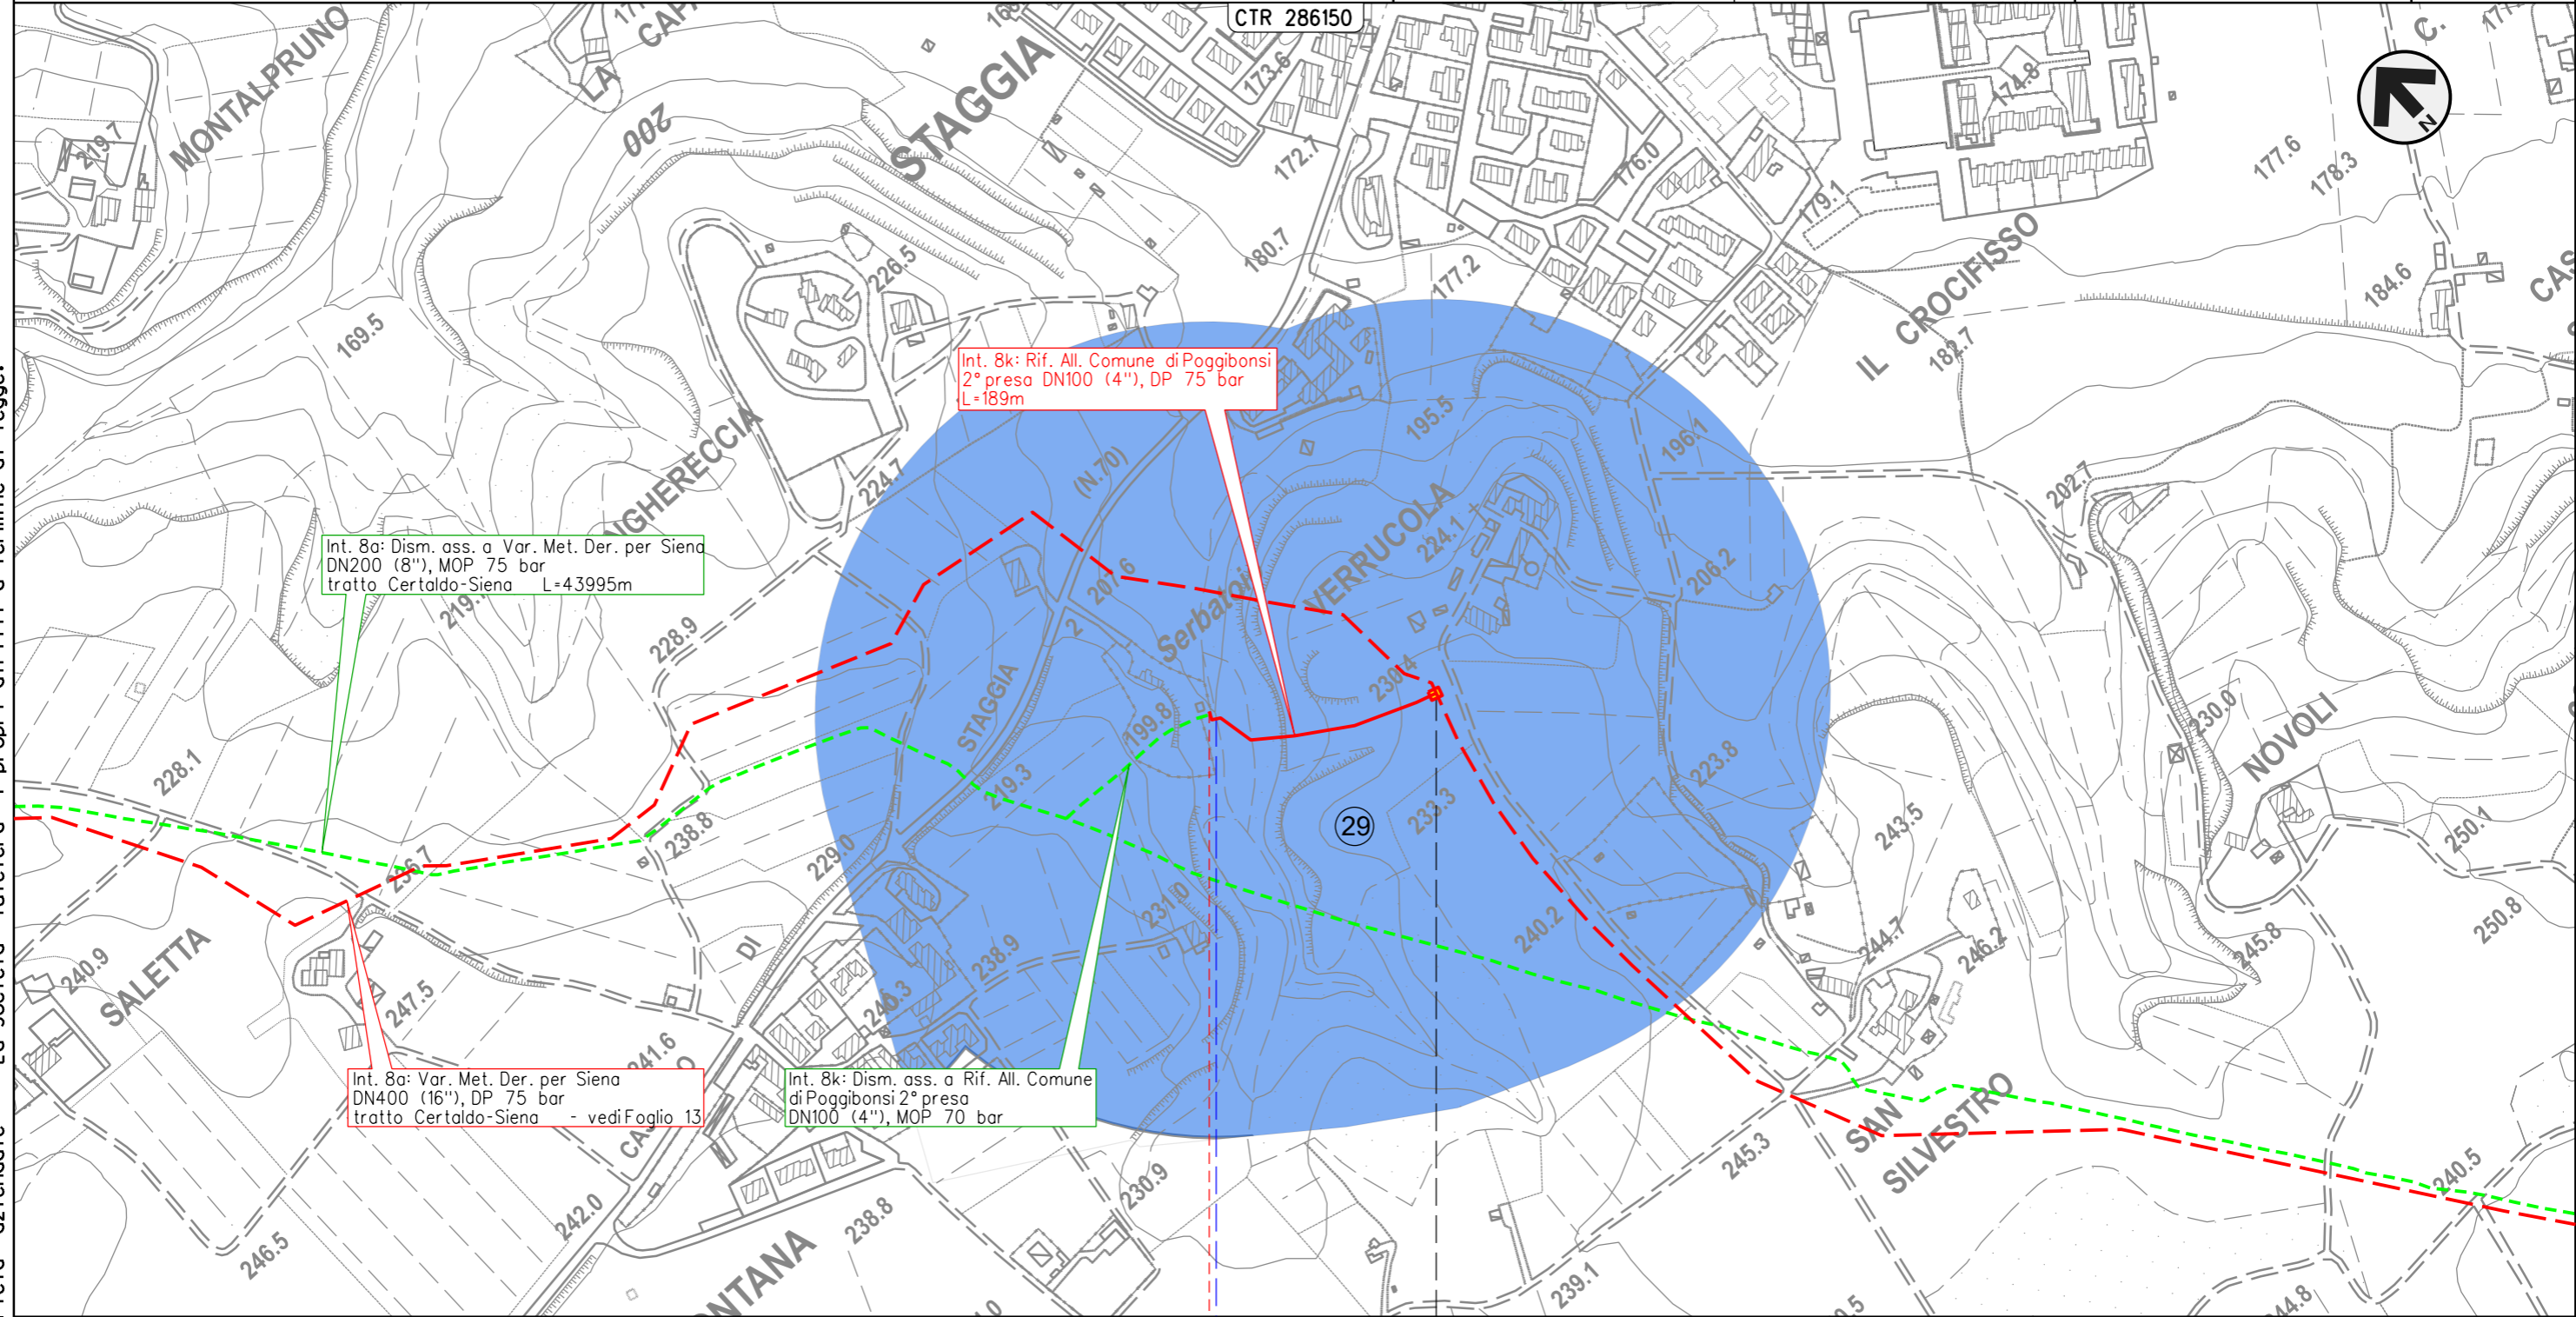 CTR 286150
C.
MONTALPRUNO
LA
200
STAGGIA
219.7
173.6
172.7
174.8
176.0
177.6
178.3
179.1
N
226.5
180.7
177.2
IL CROCIFISSO
182.7
184.6
169.5
Int. 8k: Rif. All. Comune di Poggibonsi
2° presa DN100 (4"), DP 75 bar
L=189m
195.5
196.1
224.7
(N.70)
202.7
Int. 8a: Dism. ass. a Var. Met. Der. per Siena
DN200 (8"), MOP 75 bar
tratto Certaldo-Siena L=43995m
VERRUCOLA
224.1
206.2
207.6
2
Serbatoi
228.9
230.4
STAGGIA
199.8
230.0
NOVOLI
228.1
219.3
223.8
238.8
229.0
29
233.3
243.5
250.1
236.7
231.0
240.2
240.9
SALETTA
247.5
DI
238.9
244.7
246.2
245.8
250.8
241.6
240.3
Int. 8a: Var. Met. Der. per Siena
DN400 (16"), DP 75 bar
tratto Certaldo-Siena - vedi Foglio 13
Int. 8k: Dism. ass. a Rif. All. Comune
di Poggibonsi 2° presa
DN100 (4"), MOP 70 bar
SAN
SILVESTRO
245.3
240.5
230.9
242.0
238.8
246.5
239.1